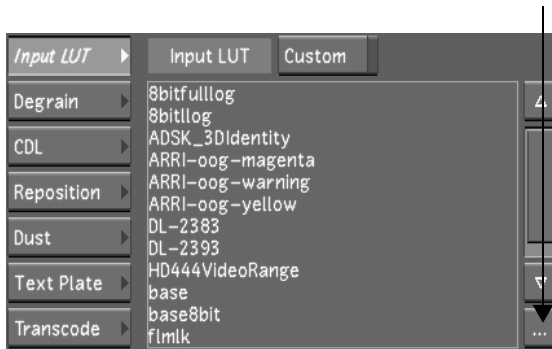 Input LUT
Degrain
CDL
Reposition
Dust
Text Plate
Transcode
Input LUT Custom
8bitfulllog
8bitllog
ADSK_3DIdentity
ARRI-oog-magenta
ARRI-oog-warning
ARRI-oog-yellow
DL-2383
DL-2393
HD444VideoRange
base
base8bit
flmlk
...